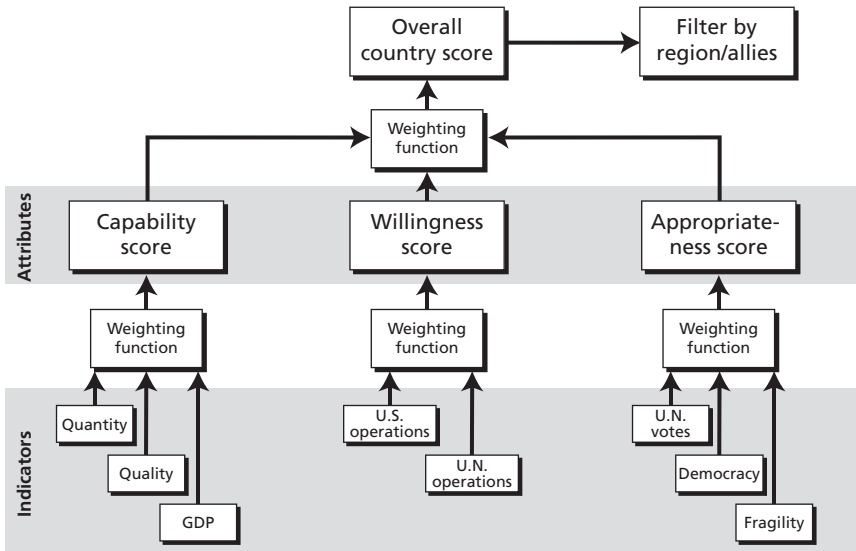 Overall
country score
Filter by
region/allies
Weighting
function
Attributes
Capability
score
Willingness
score
Appropriate-
ness score
Weighting
function
Weighting
function
Weighting
function
Indicators
Quantity
Quality
GDP
U.S.
operations
U.N.
operations
U.N.
votes
Democracy
Fragility